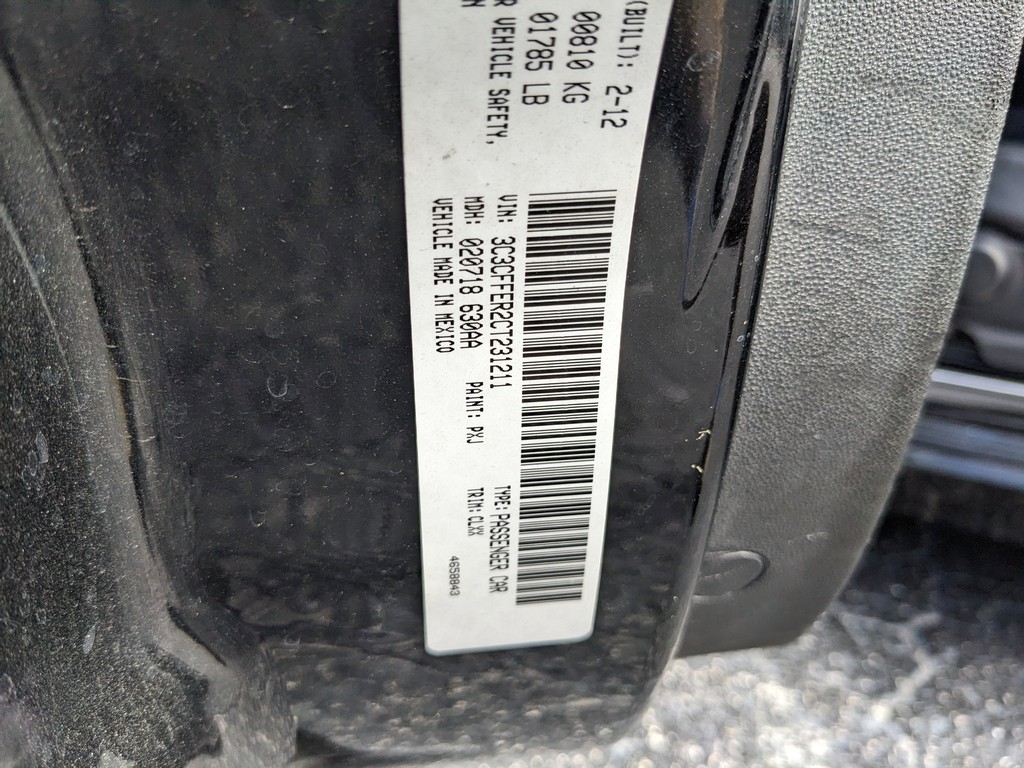 (BUILT): 2-12
00810 KG
01785 LB
R VEHICLE SAFETY,
VIN: 3C3CFFER2CT231211
TYPE: PASSENGER CAR
MDH: 020718 630AA PAINT: PXJ TRIM: CLXX
VEHICLE MADE IN MEXICO
4658843